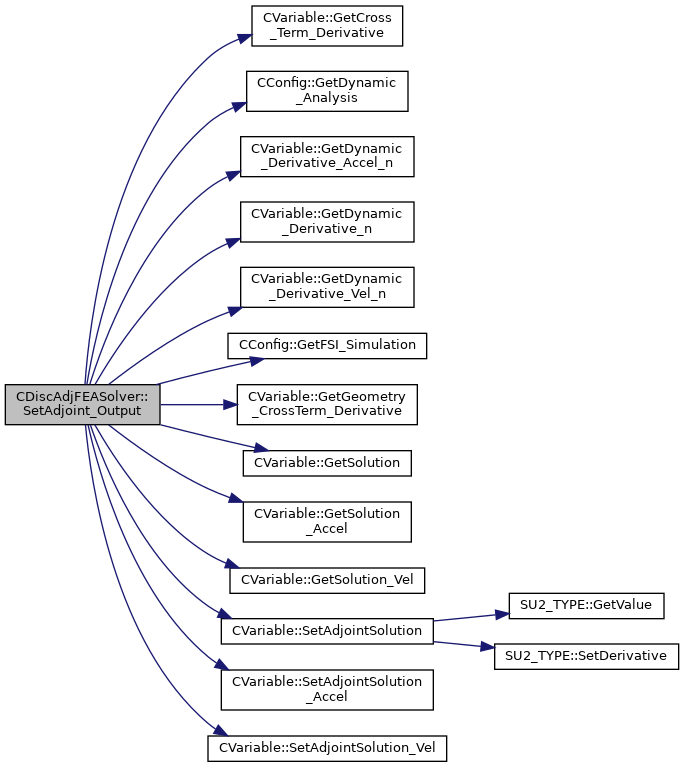 CVariable::GetCross
_Term_Derivative
CConfig::GetDynamic
_Analysis
CVariable::GetDynamic
_Derivative_Accel_n
CVariable::GetDynamic
_Derivative_n
CVariable::GetDynamic
_Derivative_Vel_n
CConfig::GetFSI_Simulation
CDiscAdjFEASolver::
SetAdjoint_Output
CVariable::GetGeometry
_CrossTerm_Derivative
CVariable::GetSolution
CVariable::GetSolution
_Accel
CVariable::GetSolution_Vel
CVariable::SetAdjointSolution
SU2_TYPE::GetValue
SU2_TYPE::SetDerivative
CVariable::SetAdjointSolution
_Accel
CVariable::SetAdjointSolution_Vel